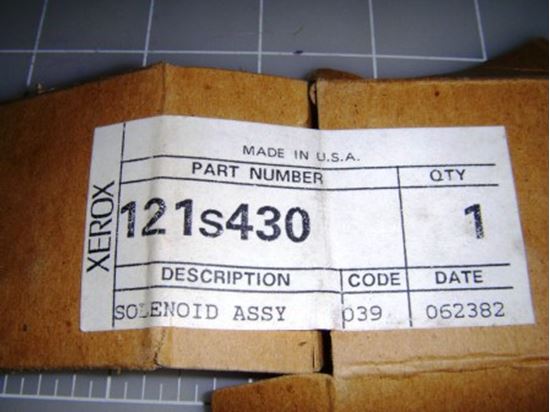 XEROX
MADE IN U.S.A.
PART NUMBER QTY
121s430 1
DESCRIPTION CODE DATE
SOLENOID ASSY 039 062382